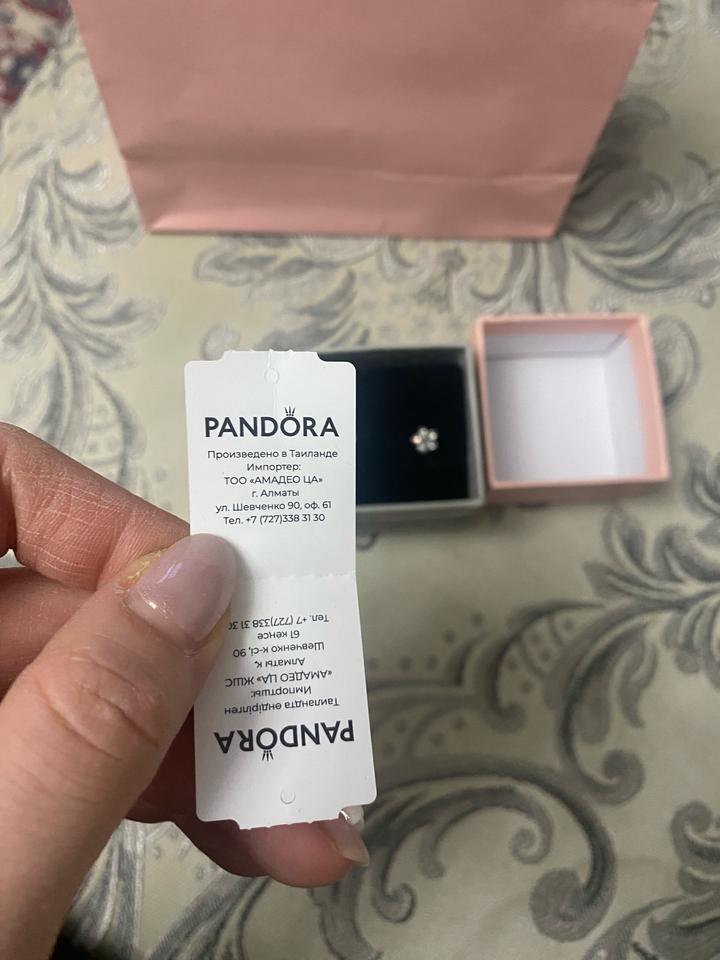 PANDORA
Произведено в Таиланде
Импортер:
ТОО «АМАДЕО ЦА»
г. Алматы
ул. Шевченко 90, оф. 61
Тел. +7 (727)338 31 30
PANDORA
Таиландта өндірілген
Импортшы:
«АМАДЕО ЦА» ЖШС
Алматы қ.
Шевченко к-сі, 90
61 кеңсе
Тел. +7 (727)338 31 30